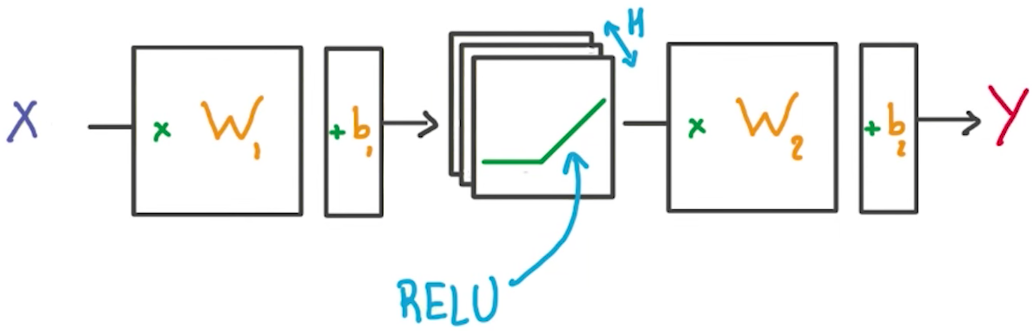 H
X × W₁ + b₁ × W₂ + b₂ Y
RELU